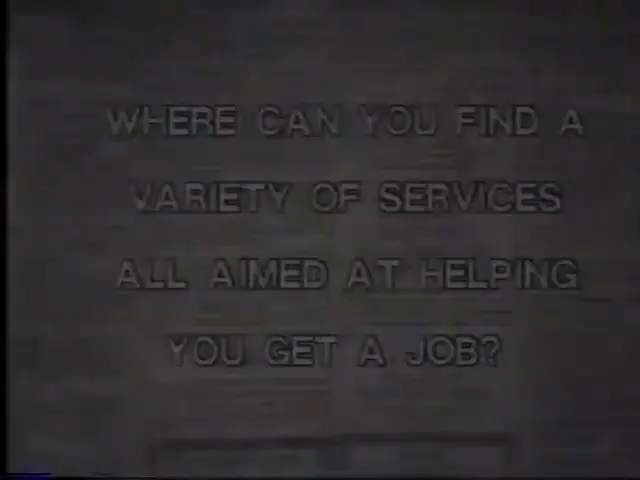 WHERE CAN YOU FIND A
VARIETY OF SERVICES
ALL AIMED AT HELPING
YOU GET A JOB?